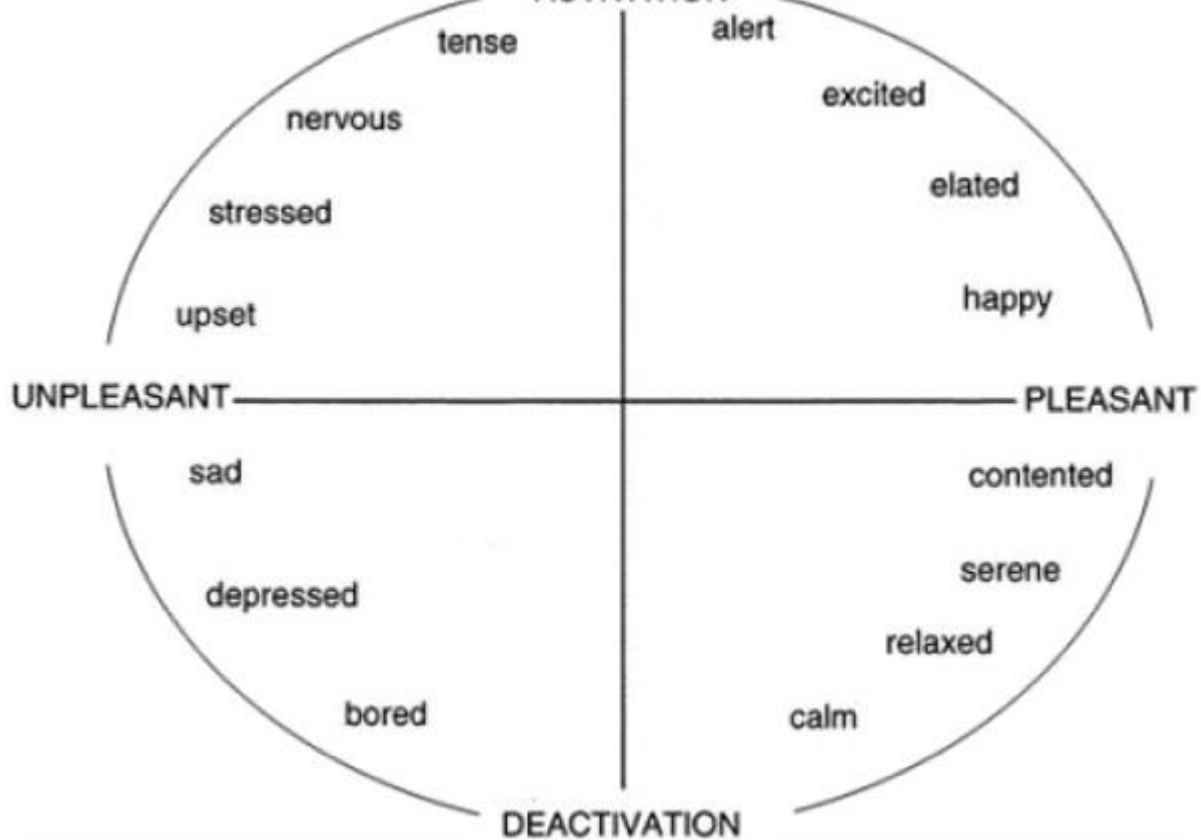 tense
alert
excited
nervous
elated
stressed
happy
upset
UNPLEASANT
PLEASANT
sad
contented
serene
depressed
relaxed
bored
calm
DEACTIVATION